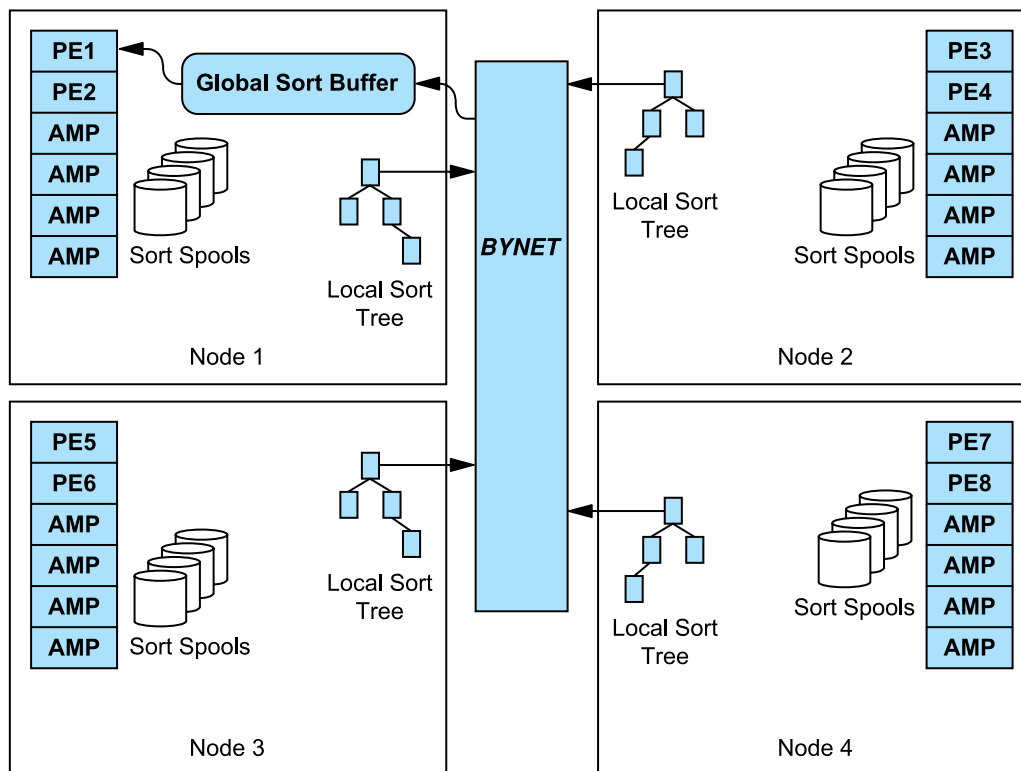 PE1
PE2
AMP
AMP
AMP
AMP
Global Sort Buffer
Sort Spools
Local Sort
Tree
Node 1
BYNET
PE3
PE4
AMP
AMP
AMP
AMP
Local Sort
Tree
Sort Spools
Node 2
PE5
PE6
AMP
AMP
AMP
AMP
Sort Spools
Local Sort
Tree
Node 3
PE7
PE8
AMP
AMP
AMP
AMP
Local Sort
Tree
Sort Spools
Node 4